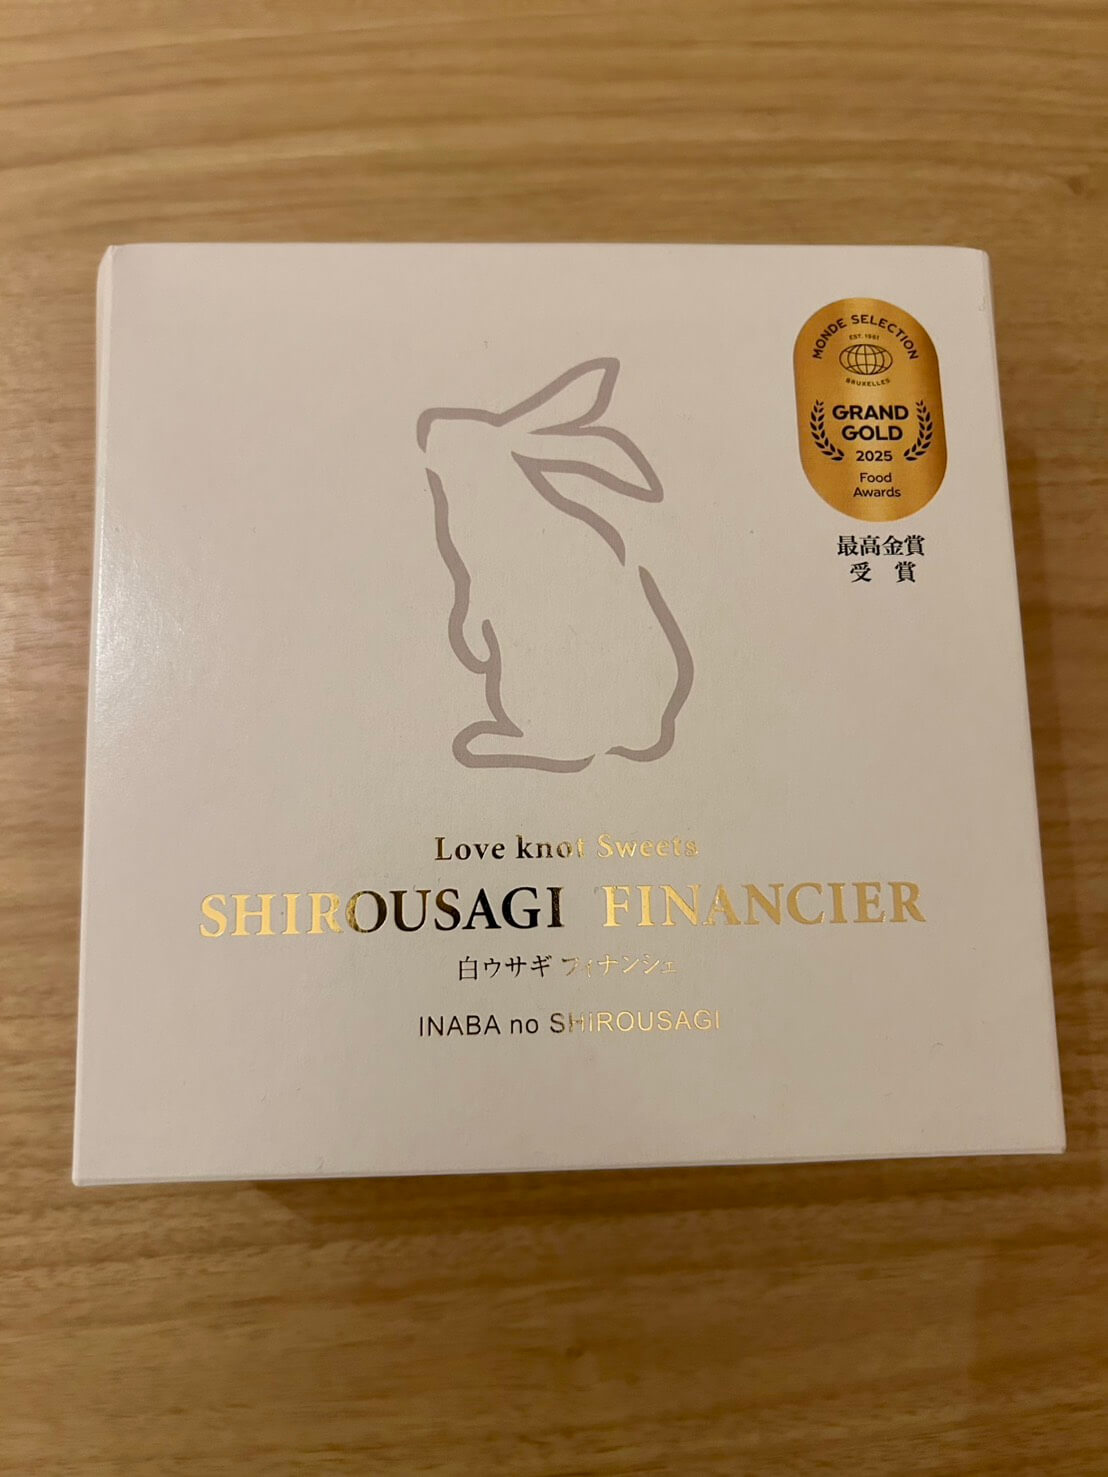 MONDE SELECTION
EST. 1961
BRUXELLES
GRAND
GOLD
2025
Food
Awards
最高金賞
受 賞
Love knot Sweets
SHIROUSAGI FINANCIER
白ウサギ フィナンシェ
INABA no SHIROUSAGI